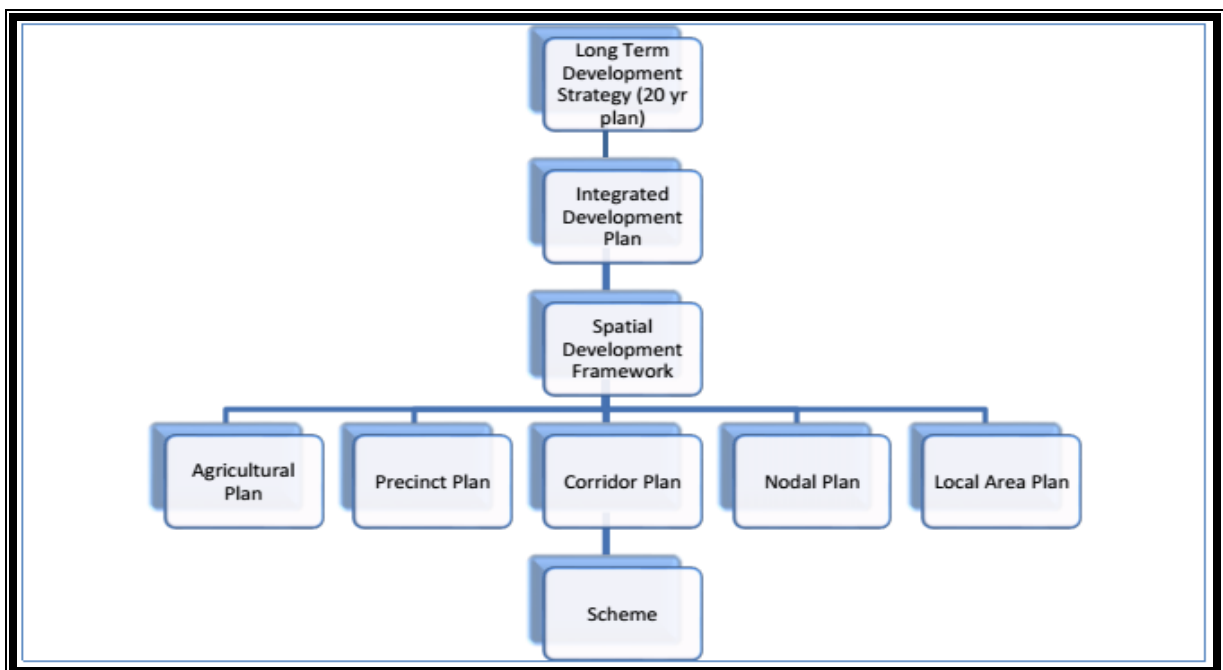 Long Term
Development
Strategy (20 yr
plan)
Integrated
Development
Plan
Spatial
Development
Framework
Agricultural
Plan
Precinct Plan
Corridor Plan
Nodal Plan
Local Area Plan
Scheme